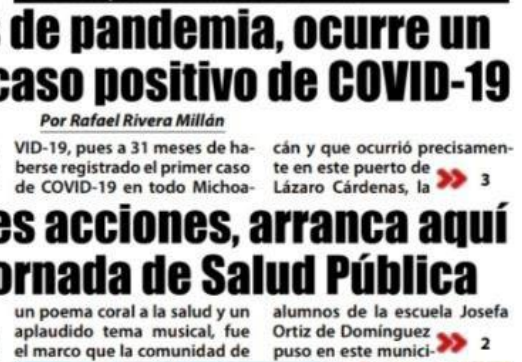 de pandemia, ocurre un
caso positivo de COVID-19
Por Rafael Rivera Millán
VID-19, pues a 31 meses de ha-
berse registrado el primer caso
de COVID-19 en todo Michoa-
cán y que ocurrió precisamen-
te en este puerto de
Lázaro Cárdenas, la
3
es acciones, arranca aquí
ornada de Salud Pública
un poema coral a la salud y un
aplaudido tema musical, fue
el marco que la comunidad de
alumnos de la escuela Josefa
Ortiz de Domínguez
puso en este munici-
2